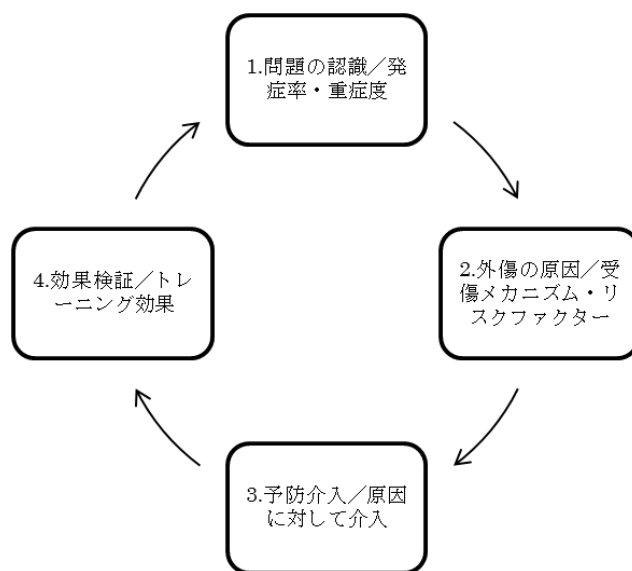 1.問題の認識／発
症率・重症度
2.外傷の原因／受
傷メカニズム・リ
スクファクター
3.予防介入／原因
に対して介入
4.効果検証／トレ
ーニング効果